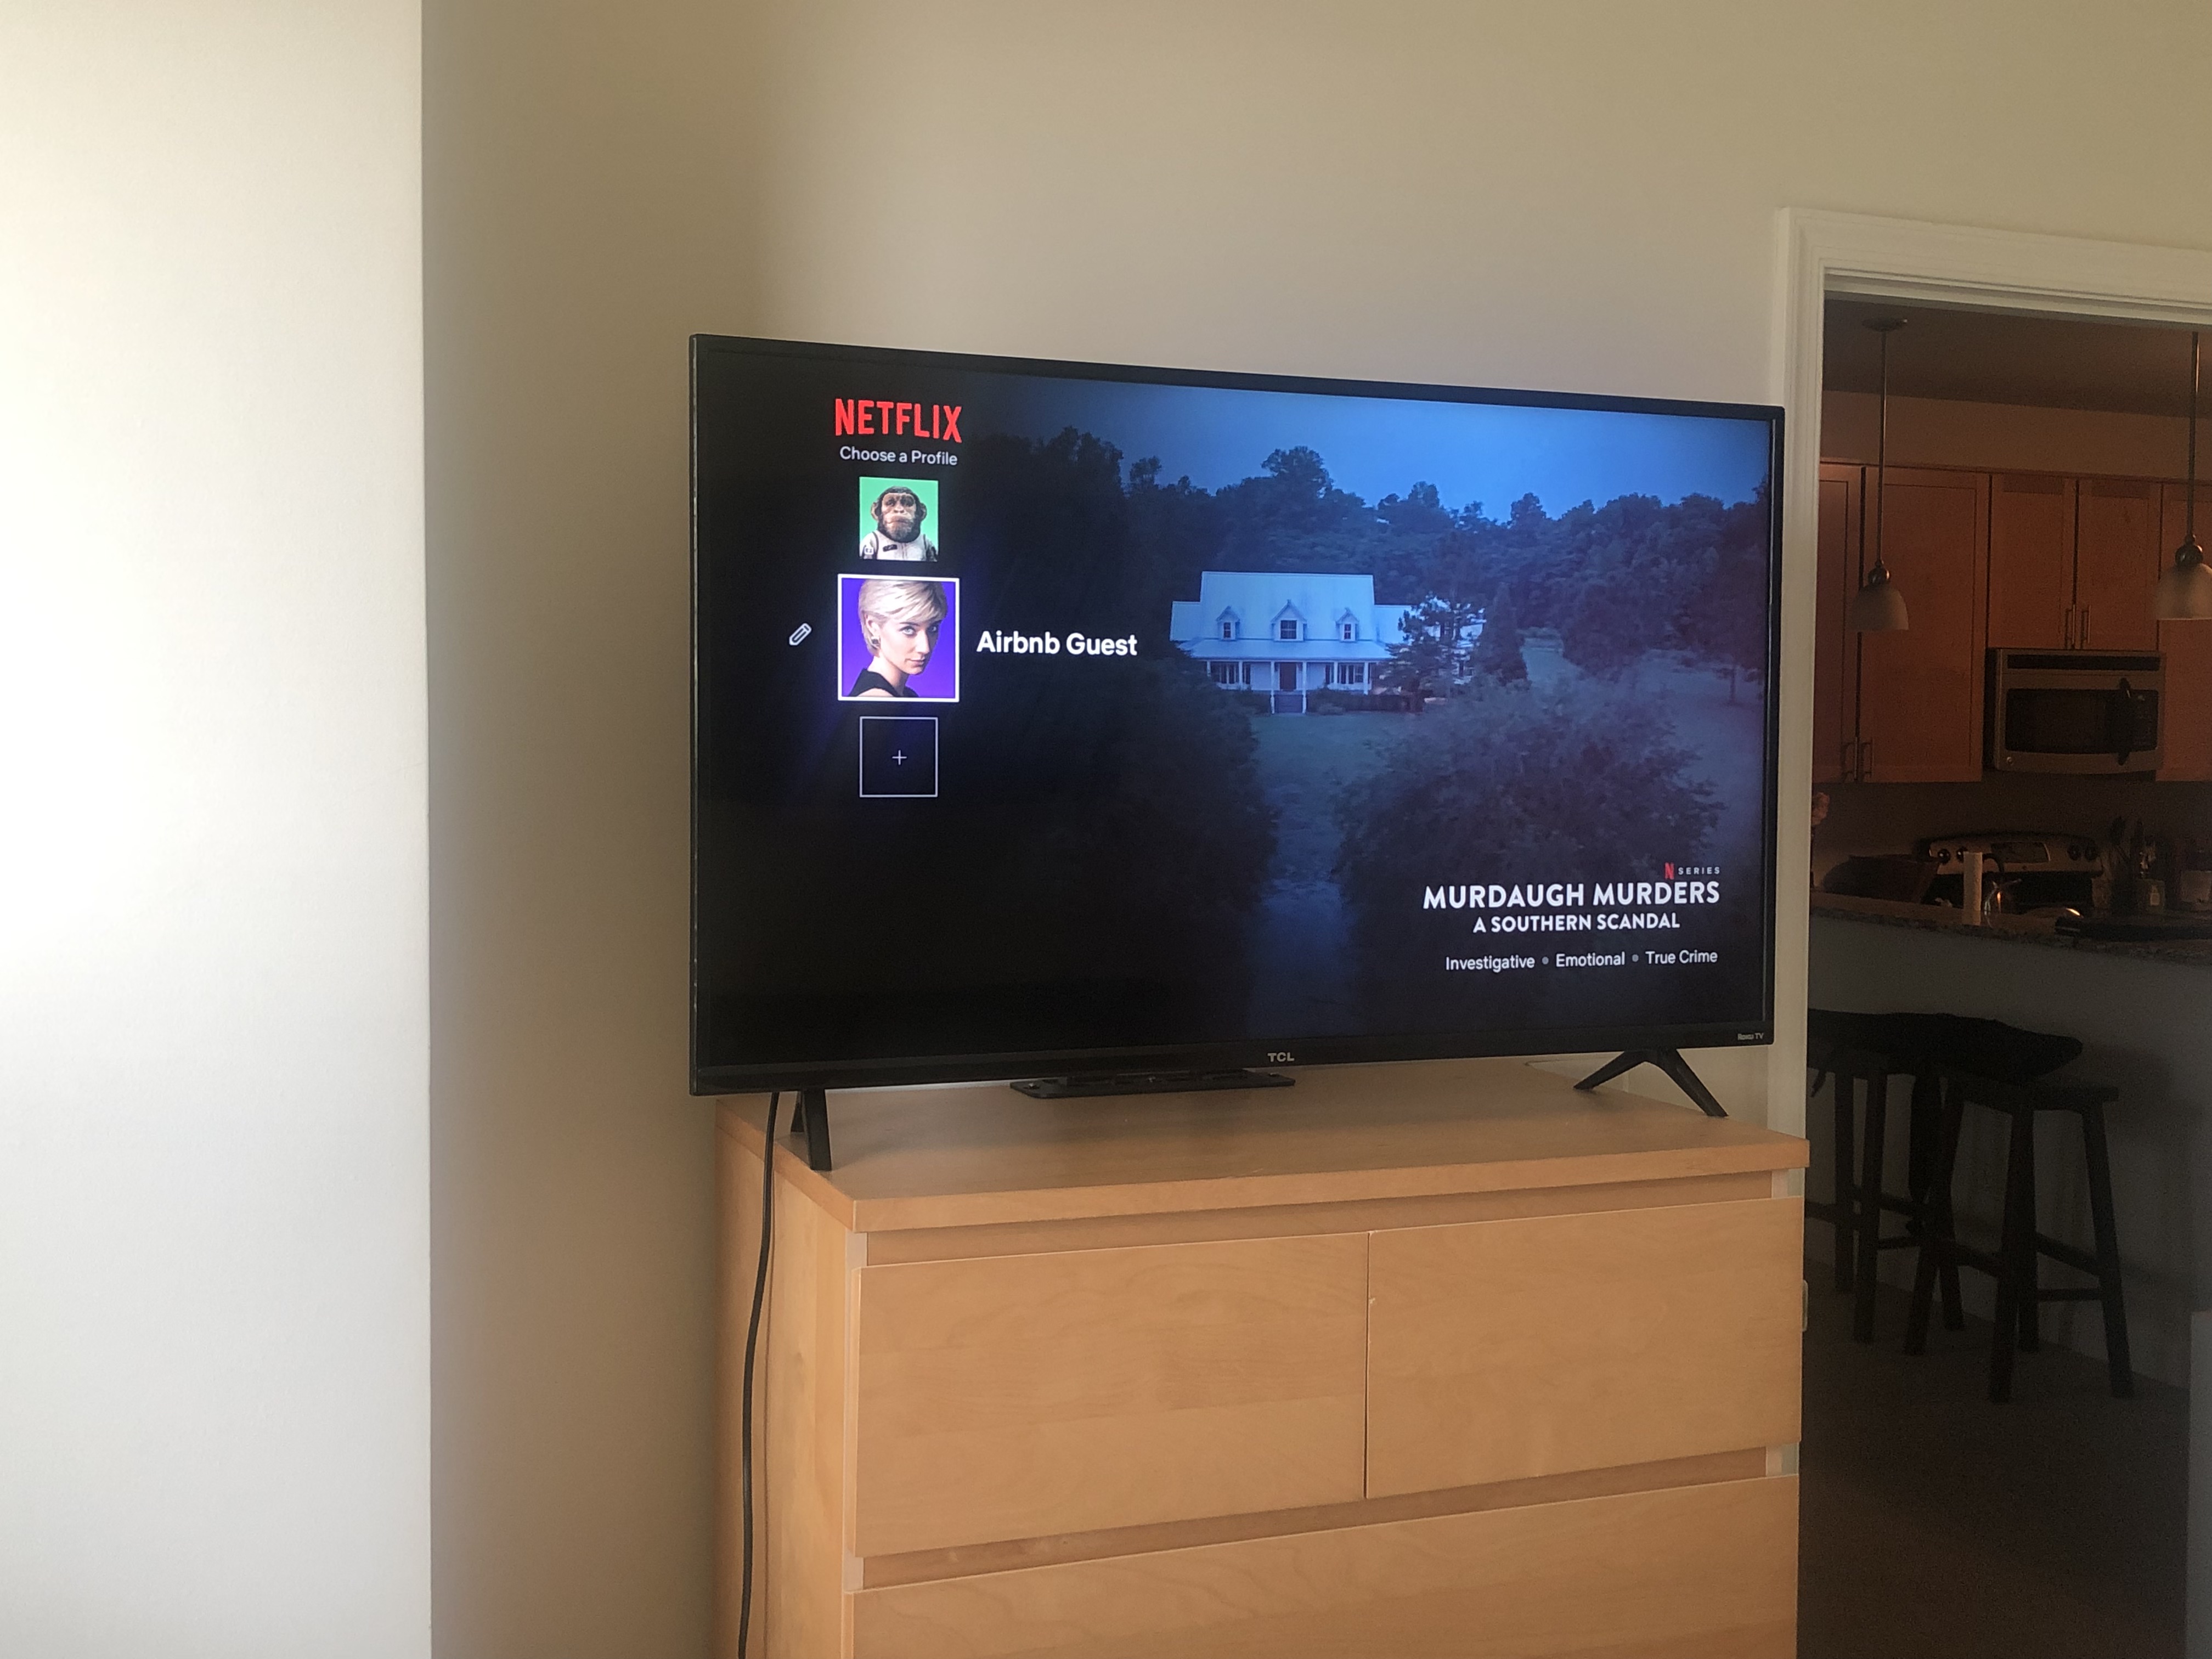 NETFLIX
Choose a Profile
Airbnb Guest
+
N SERIES
MURDAUGH MURDERS
A SOUTHERN SCANDAL
Investigative • Emotional • True Crime
TCL
Roku TV